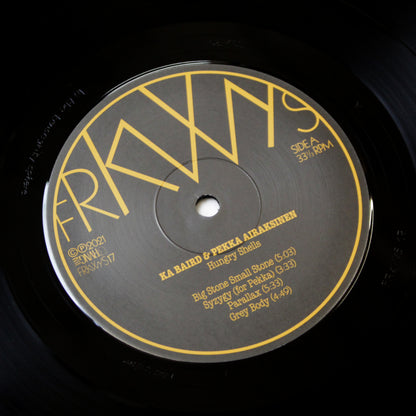 FRKWYS
SIDE A
33⅓ RPM
©℗2021
RVNG
FRKWYS17
KA BAIRD & PEKKA AIRAKSINEN
Hungry Shells
Big Stone Small Stone (5:03)
Syzygy (for Pekka) (3:33)
Parallax (5:33)
Grey Body (4:49)